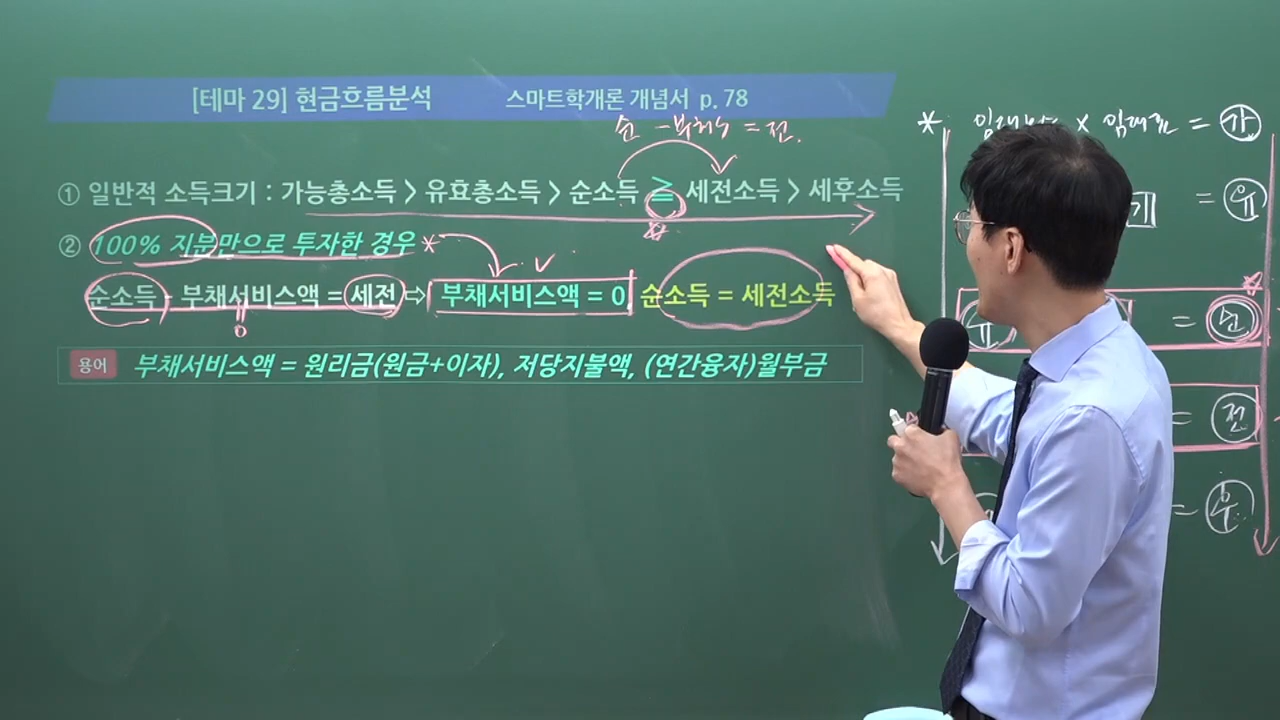 [테마 29] 현금흐름분석 스마트학개론 개념서 p. 78
순 - 부채서 = 전.
① 일반적 소득크기 : 가능총소득 > 유효총소득 > 순소득 ≥ 세전소득 > 세후소득
② 100% 지분만으로 투자한 경우 *
순소득 - 부채서비스액 = 세전 ⇨ 부채서비스액 = 0, 순소득 = 세전소득
0
용어 부채서비스액 = 원리금(원금+이자), 저당지불액, (연간융자)월부금
* × 임대료 = 가
= 유
= 순
= 전
= 후